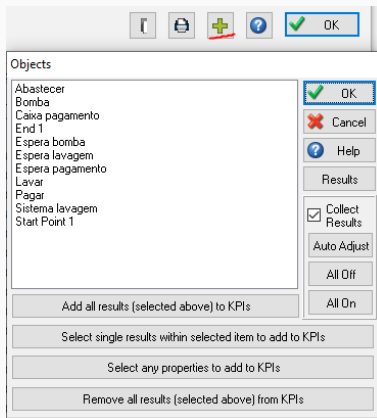 OK
Objects
Abastecer
Bomba
Caixa pagamento
End 1
Espera bomba
Espera lavagem
Espera pagamento
Lavar
Pagar
Sistema lavagem
Start Point 1
OK
Cancel
Help
Results
Collect
Results
Auto Adjust
All Off
All On
Add all results (selected above) to KPIs
Select single results within selected item to add to KPIs
Select any properties to add to KPIs
Remove all results (selected above) from KPIs